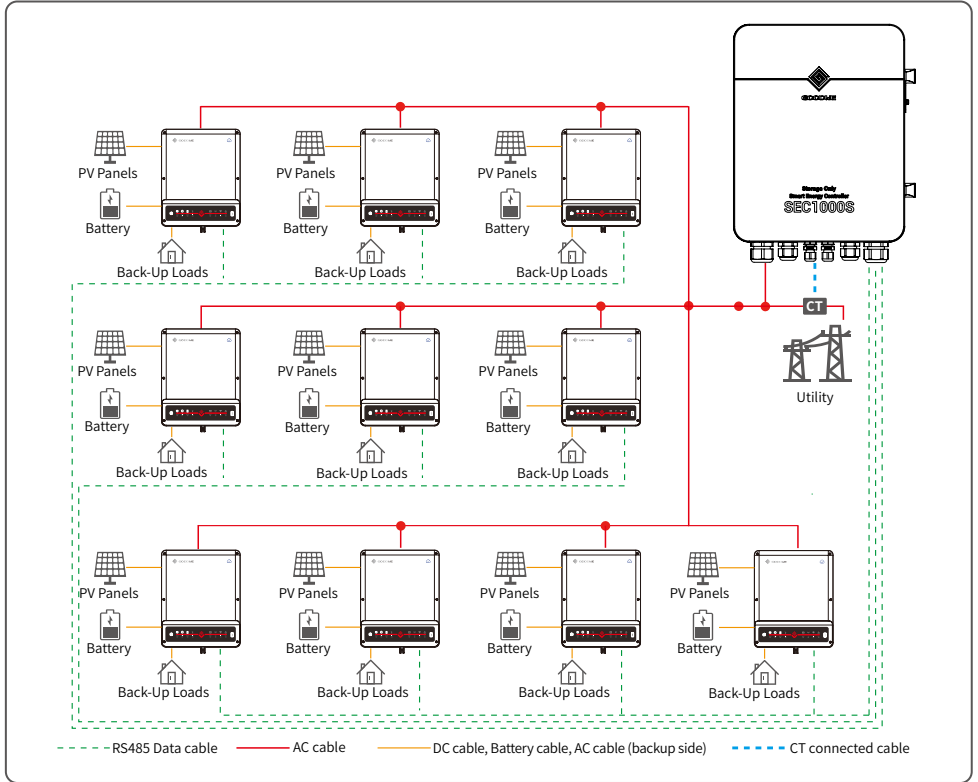 GOODWE
Storage Only
Smart Energy Controller
SEC1000S
PV Panels
PV Panels
PV Panels
Battery
Battery
Battery
Back-Up Loads
Back-Up Loads
Back-Up Loads
CT
Utility
PV Panels
PV Panels
PV Panels
Battery
Battery
Battery
Back-Up Loads
Back-Up Loads
Back-Up Loads
PV Panels
PV Panels
PV Panels
PV Panels
Battery
Battery
Battery
Battery
Back-Up Loads
Back-Up Loads
Back-Up Loads
Back-Up Loads
RS485 Data cable
AC cable
DC cable, Battery cable, AC cable (backup side)
CT connected cable